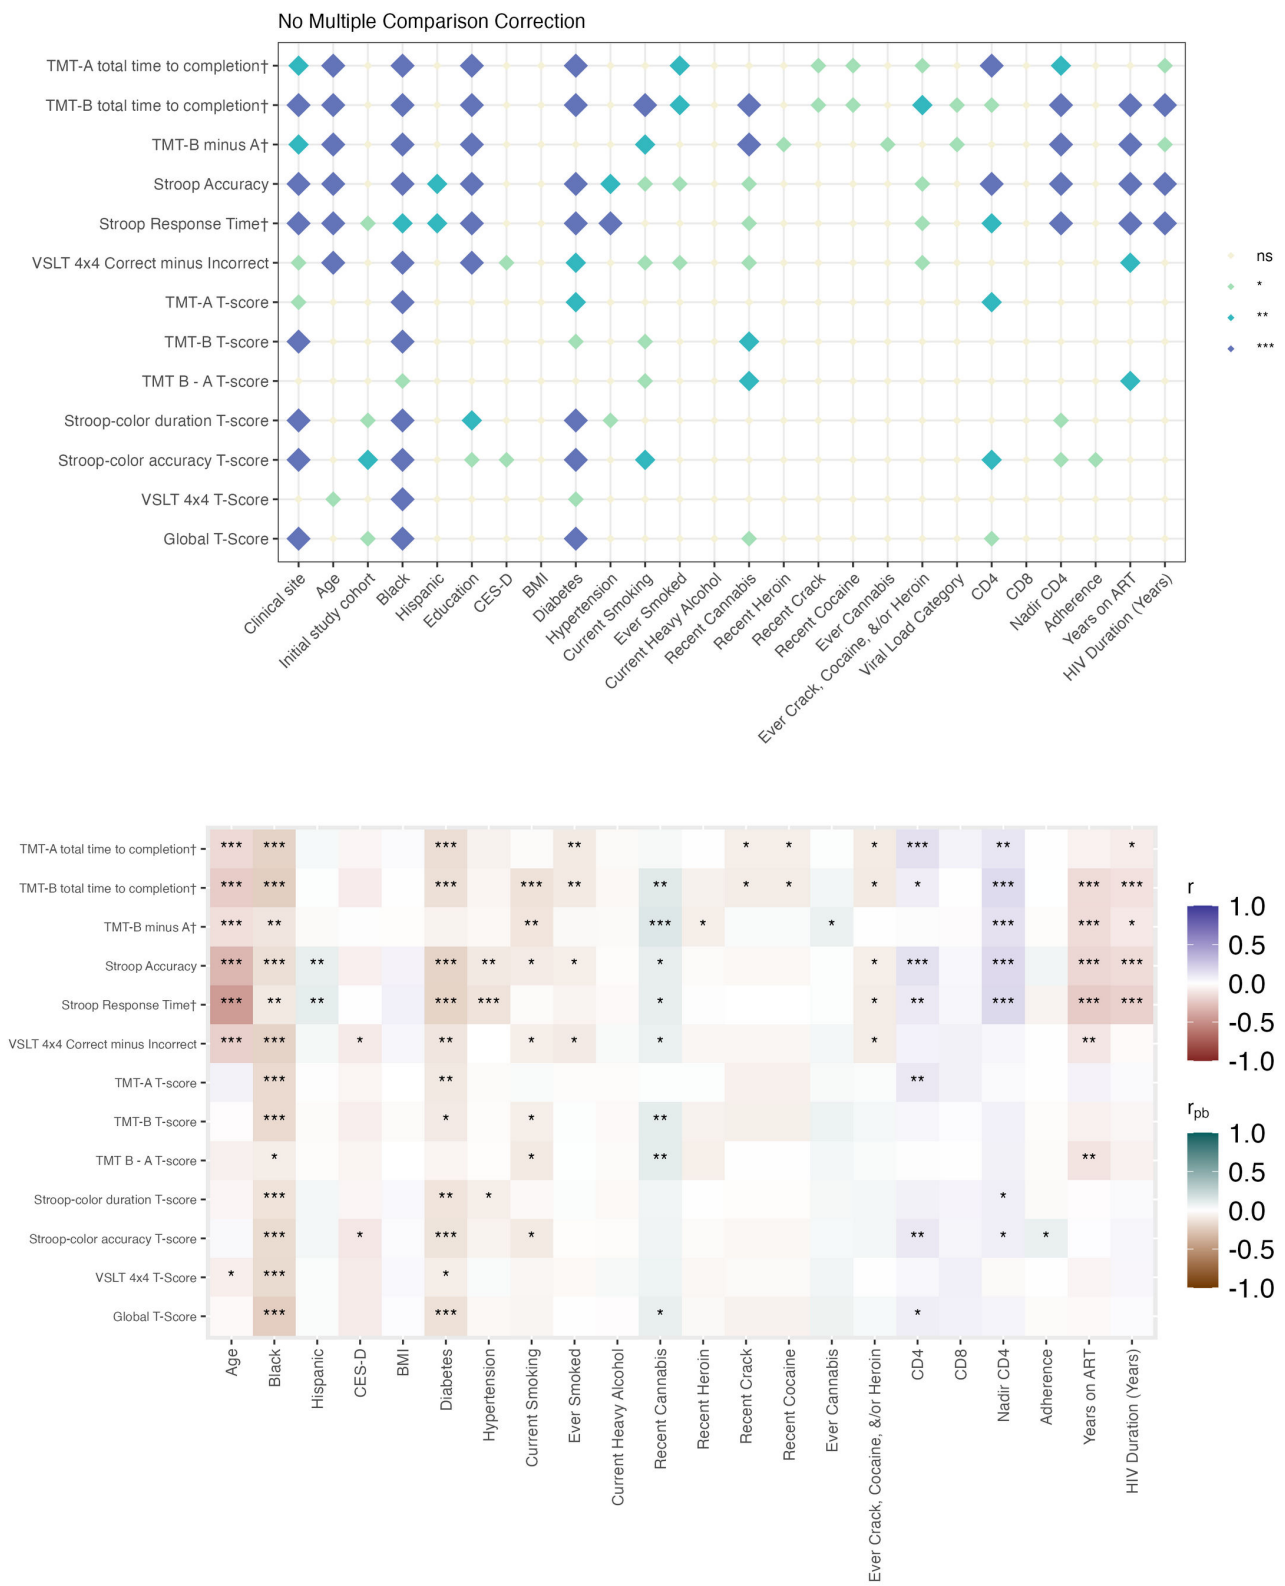 No Multiple Comparison Correction
TMT-A total time to completion†
TMT-B total time to completion†
TMT-B minus A†
Stroop Accuracy
Stroop Response Time†
VSLT 4x4 Correct minus Incorrect
TMT-A T-score
TMT-B T-score
TMT B - A T-score
Stroop-color duration T-score
Stroop-color accuracy T-score
VSLT 4x4 T-Score
Global T-Score
ns
*
**
***
Clinical site
Age
Initial study cohort
Black
Hispanic
Education
CES-D
BMI
Diabetes
Hypertension
Current Smoking
Ever Smoked
Current Heavy Alcohol
Recent Cannabis
Recent Heroin
Recent Crack
Recent Cocaine
Ever Cannabis
Ever Crack, Cocaine, &/or Heroin
Viral Load Category
CD4
CD8
Nadir CD4
Adherence
Years on ART
HIV Duration (Years)
TMT-A total time to completion† *** *** *** ** * * * *** ** *
TMT-B total time to completion† *** *** *** *** ** ** * * * * *** *** ***
TMT-B minus A† *** ** ** *** * * *** *** *
Stroop Accuracy *** *** ** *** ** * * * * *** *** *** ***
Stroop Response Time† *** ** ** *** *** * * ** *** *** ***
VSLT 4x4 Correct minus Incorrect *** *** * ** * * * * **
TMT-A T-score *** ** **
TMT-B T-score *** * * **
TMT B - A T-score * * ** **
Stroop-color duration T-score *** ** * *
Stroop-color accuracy T-score *** * *** * ** * *
VSLT 4x4 T-Score * *** *
Global T-Score *** *** * *
Age
Black
Hispanic
CES-D
BMI
Diabetes
Hypertension
Current Smoking
Ever Smoked
Current Heavy Alcohol
Recent Cannabis
Recent Heroin
Recent Crack
Recent Cocaine
Ever Cannabis
Ever Crack, Cocaine, &/or Heroin
CD4
CD8
Nadir CD4
Adherence
Years on ART
HIV Duration (Years)
r
1.0
0.5
0.0
-0.5
-1.0
rpb
1.0
0.5
0.0
-0.5
-1.0